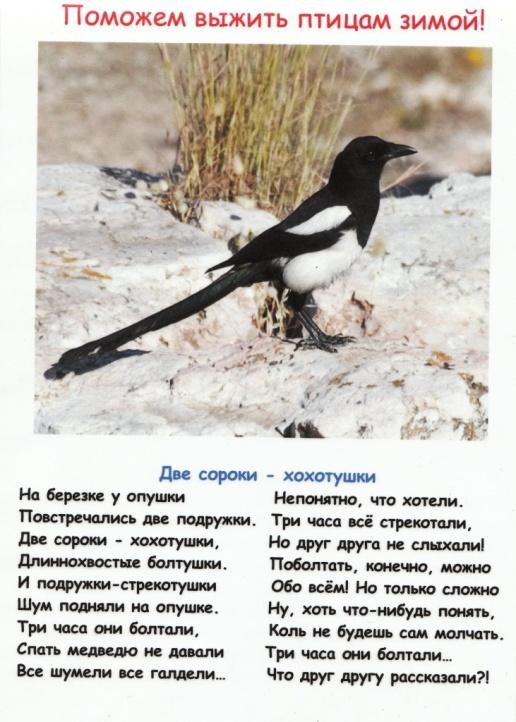 Поможем выжить птицам зимой!
Две сороки - хохотушки
На березке у опушки
Повстречались две подружки.
Две сороки - хохотушки,
Длиннохвостые болтушки.
И подружки-стрекотушки
Шум подняли на опушке.
Три часа они болтали,
Спать медведю не давали
Все шумели все галдели...
Непонятно, что хотели.
Три часа всё стрекотали,
Но друг друга не слыхали!
Поболтать, конечно, можно
Обо всём! Но только сложно
Ну, хоть что-нибудь понять,
Коль не будешь сам молчать.
Три часа они болтали...
Что друг другу рассказали?!